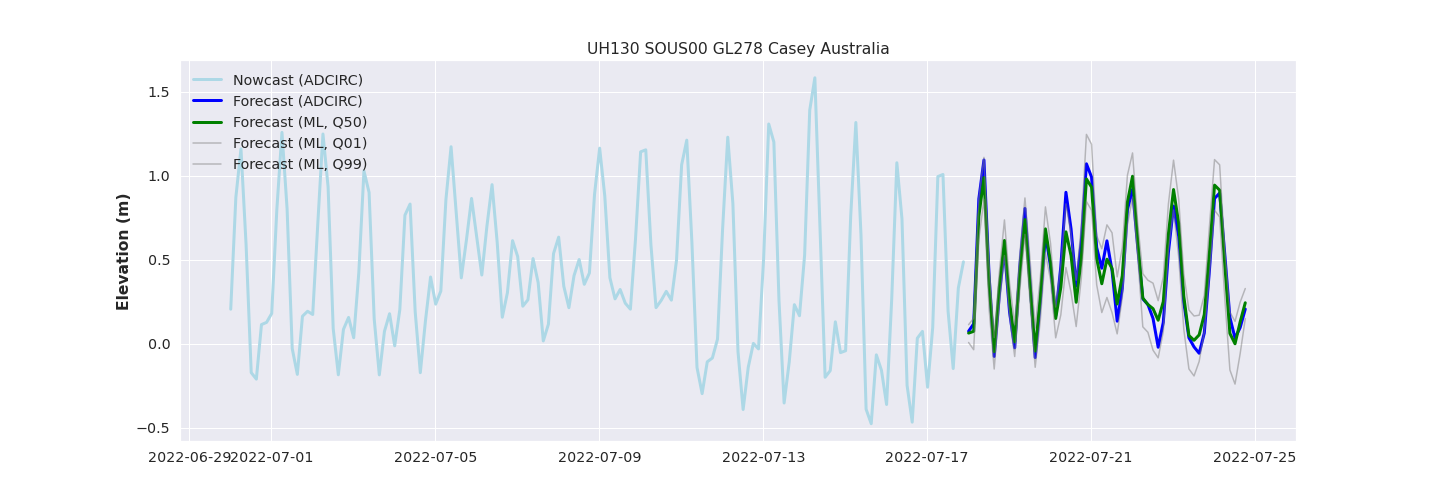 UH130 SOUS00 GL278 Casey Australia
Nowcast (ADCIRC)
Forecast (ADCIRC)
Forecast (ML, Q50)
Forecast (ML, Q01)
Forecast (ML, Q99)
Elevation (m)
1.5
1.0
0.5
0.0
−0.5
2022-06-29 2022-07-01 2022-07-05 2022-07-09 2022-07-13 2022-07-17 2022-07-21 2022-07-25